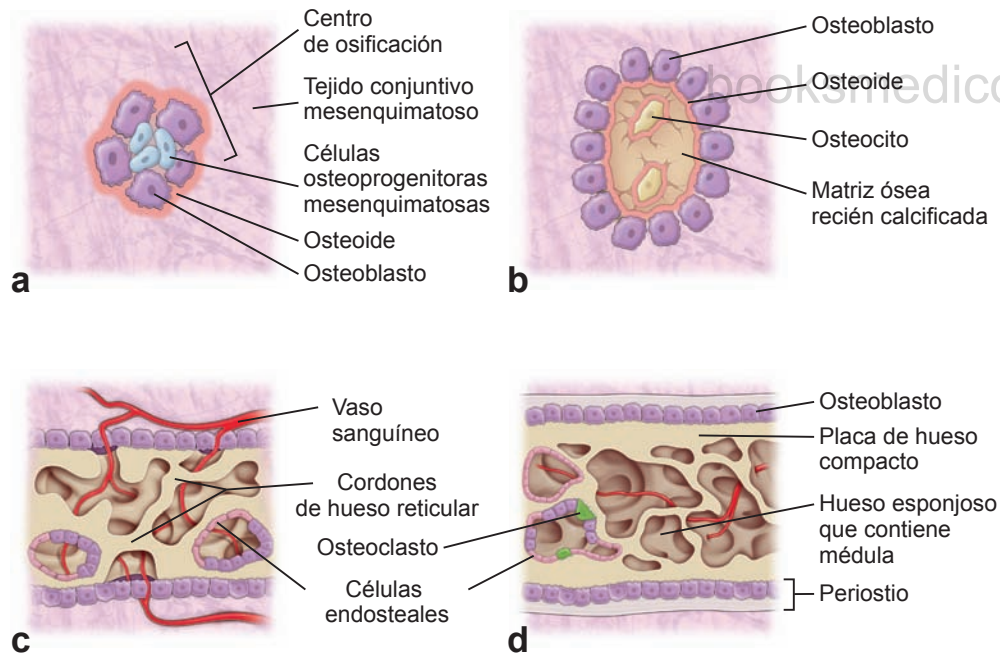 Centro
de osificación
Tejido conjuntivo
mesenquimatoso
Células
osteoprogenitoras
mesenquimatosas
Osteoide
Osteoblasto
a
Osteoblasto
booksmedicos
Osteoide
Osteocito
Matriz ósea
recién calcificada
b
Vaso
sanguíneo
Cordones
de hueso reticular
Osteoclasto
Células
endosteales
c
Osteoblasto
Placa de hueso
compacto
Hueso esponjoso
que contiene
médula
Periostio
d